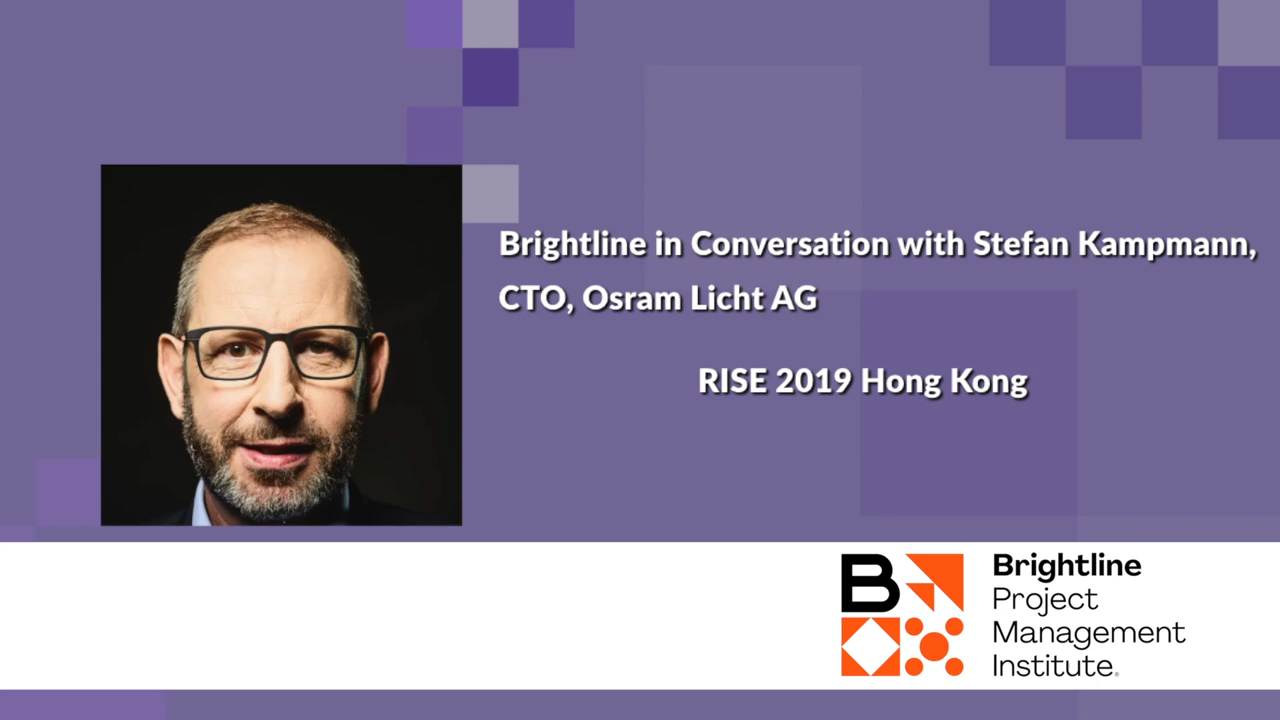 Brightline in Conversation with Stefan Kampmann,
CTO, Osram Licht AG
RISE 2019 Hong Kong
B
Brightline
Project
Management
Institute.